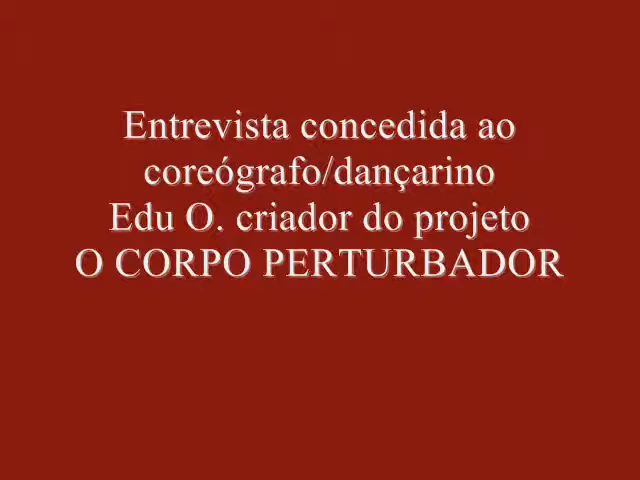 Entrevista concedida ao
coreógrafo/dançarino
Edu O. criador do projeto
O CORPO PERTURBADOR